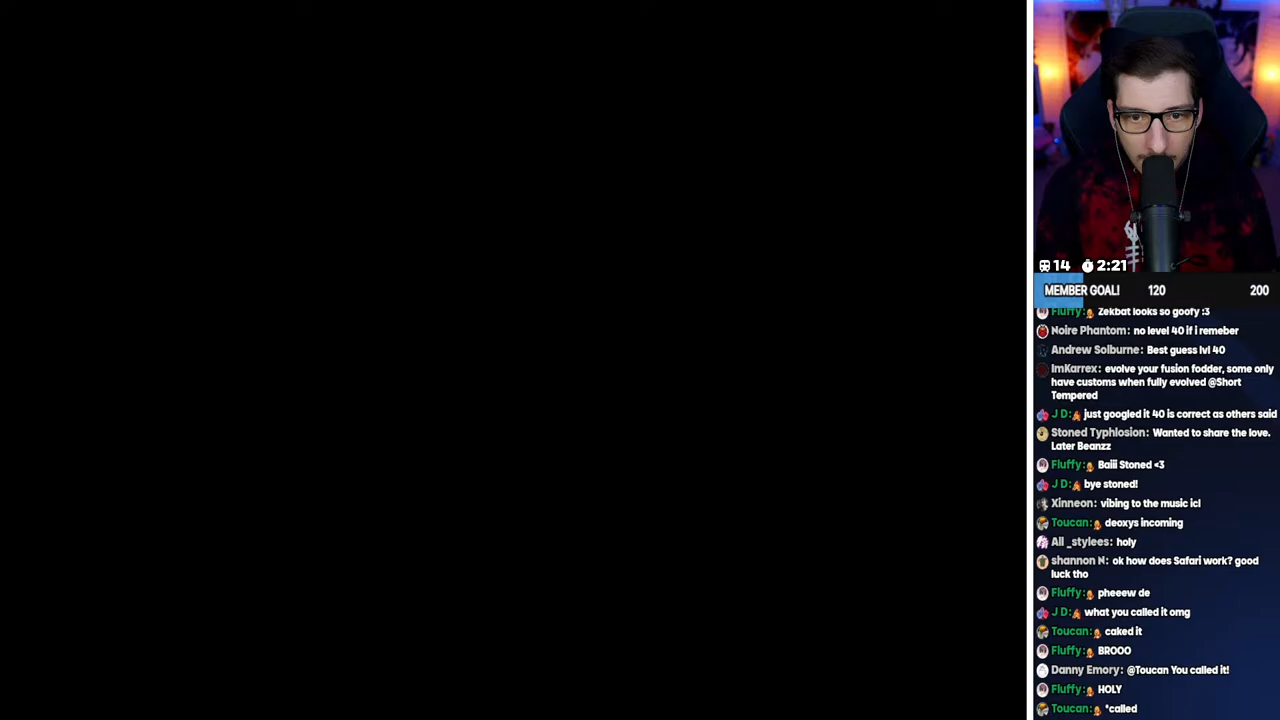 14 2:21
MEMBER GOAL! 120 200
Fluffy: Zekbat looks so goofy :3
Noire Phantom: no level 40 if i remeber
Andrew Solburne: Best guess lvl 40
ImKarrex: evolve your fusion fodder, some only
have customs when fully evolved @Short
Tempered
J D: just googled it 40 is correct as others said
Stoned Typhlosion: Wanted to share the love.
Later Beanzz
Fluffy: Baiii Stoned <3
J D: bye stoned!
Xinneon: vibing to the music icl
Toucan: deoxys incoming
All _stylees: holy
shannon N: ok how does Safari work? good
luck tho
Fluffy: pheeew de
J D: what you called it omg
Toucan: caked it
Fluffy: BROOO
Danny Emory: @Toucan You called it!
Fluffy: HOLY
Toucan: *called